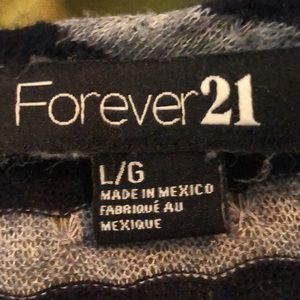 Forever21
L/G
MADE IN MEXICO
FABRIQUÉ AU
MEXIQUE